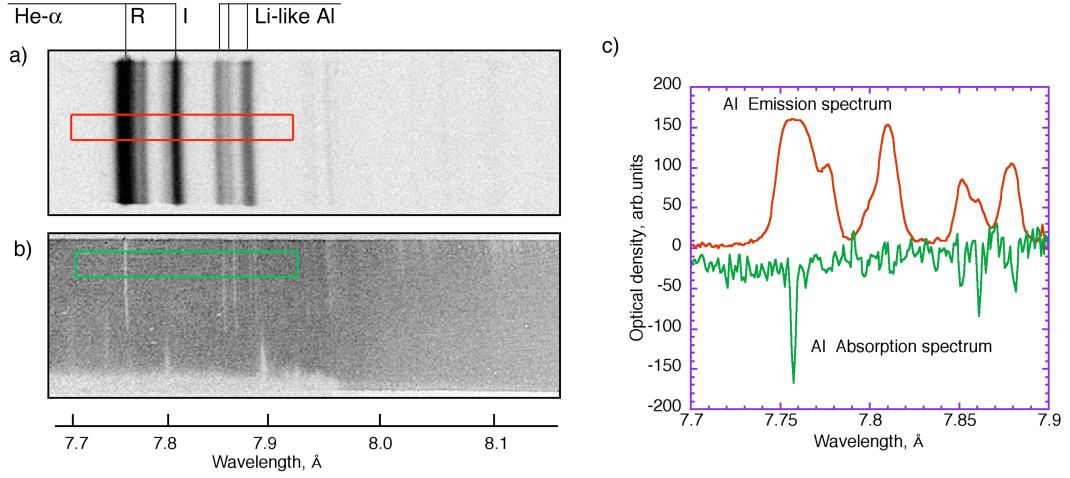 He-α R I Li-like Al
a)
b)
7.7 7.8 7.9 8.0 8.1
Wavelength, Å
c)
200
150
100
50
0
-50
-100
-150
-200
Al Emission spectrum
Al Absorption spectrum
Optical density, arb.units
7.7 7.75 7.8 7.85 7.9
Wavelength, Å